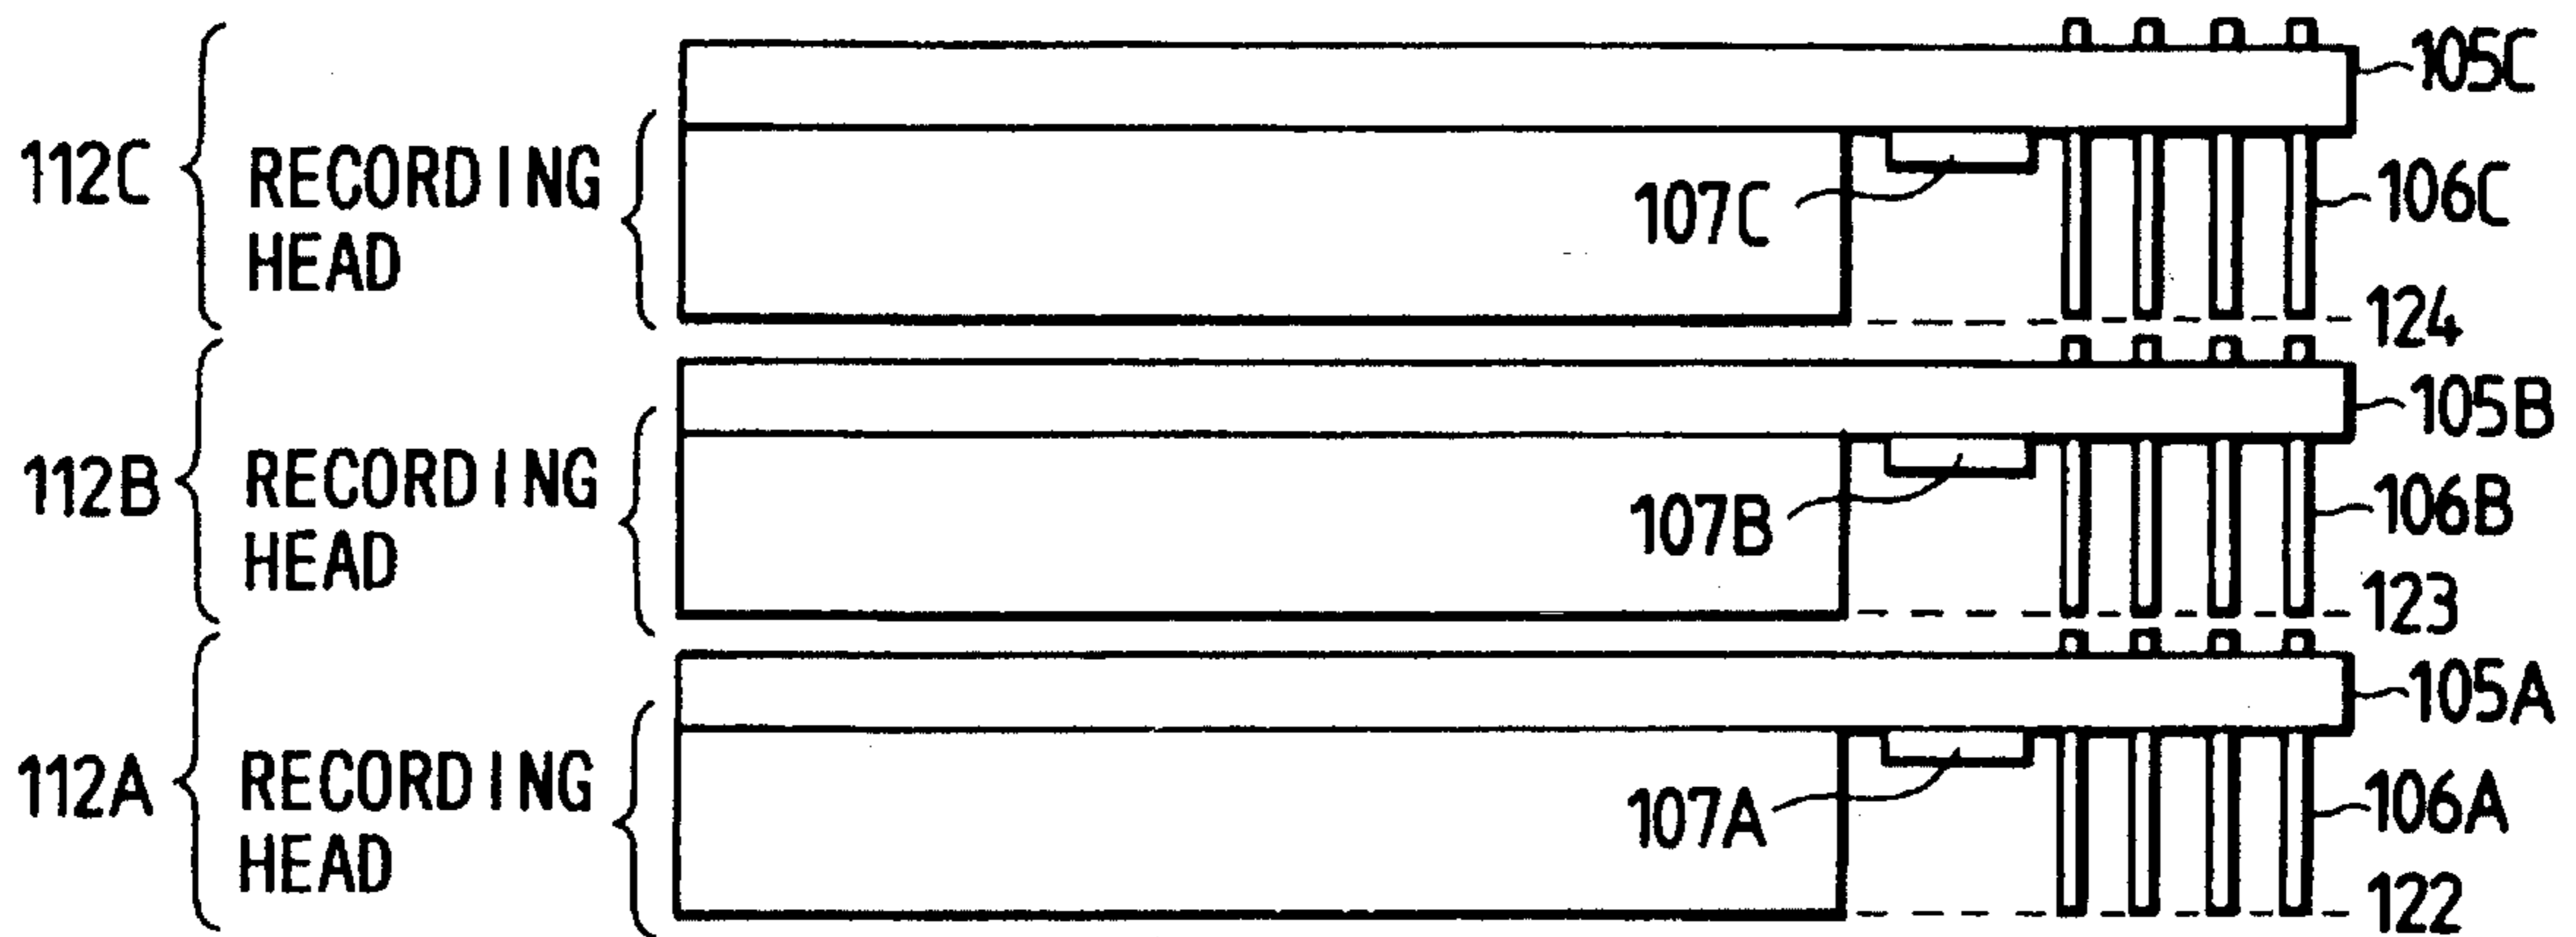 105C
112C
RECORDING
HEAD
107C
106C
124
105B
112B
RECORDING
HEAD
107B
106B
123
105A
112A
RECORDING
HEAD
107A
106A
122